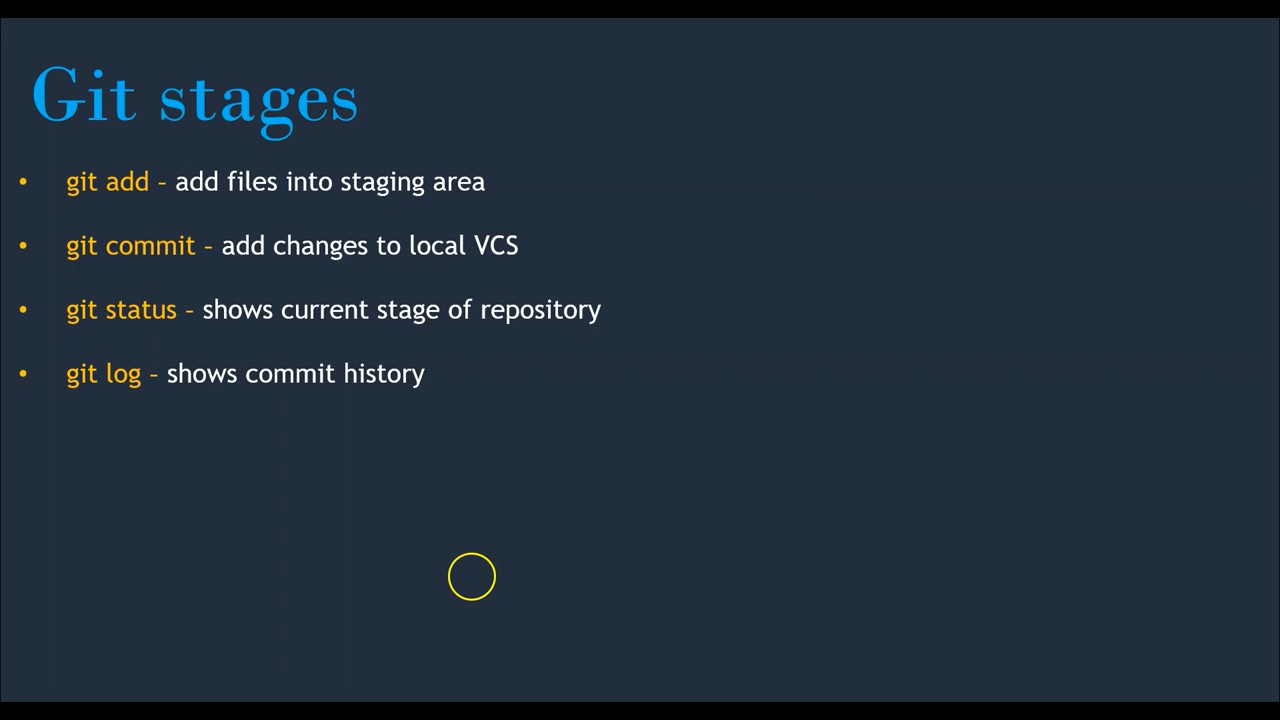 Git stages
• git add – add files into staging area
• git commit – add changes to local VCS
• git status – shows current stage of repository
• git log – shows commit history